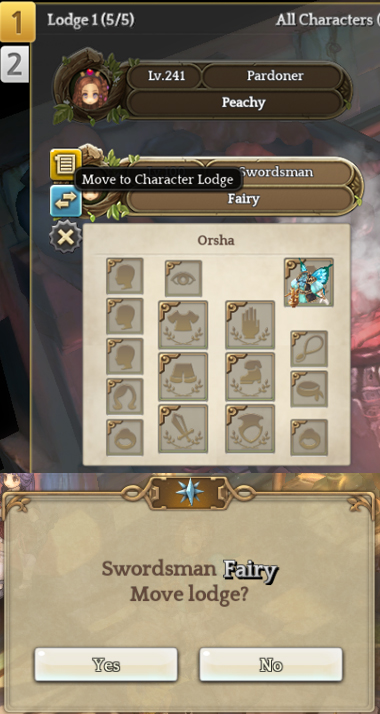 1
Lodge 1 (5/5)
All Characters (
2
Lv.241
Pardoner
Peachy
Move to Character Lodge
Swordsman
Fairy
Orsha
Swordsman Fairy
Move lodge?
Yes
No